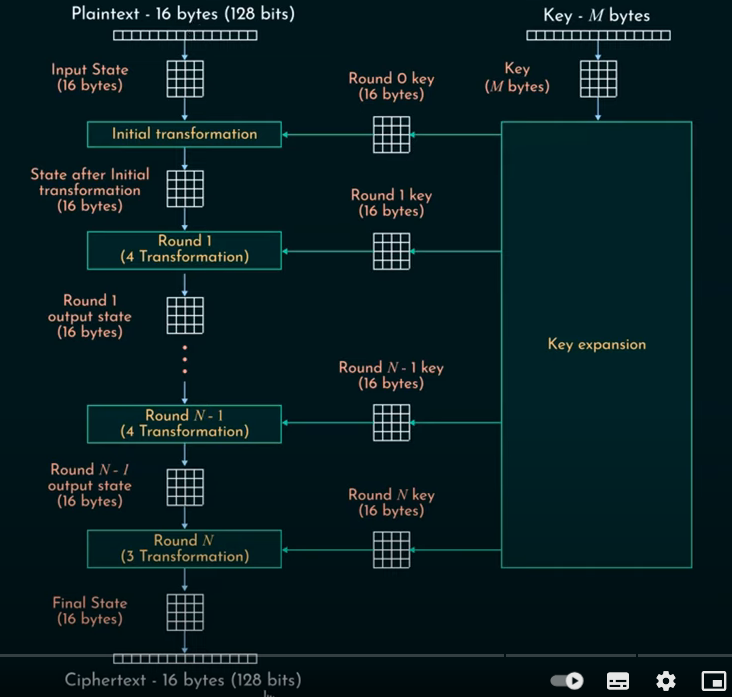 Plaintext - 16 bytes (128 bits)
Key - M bytes
Input State
(16 bytes)
Key
(M bytes)
Round 0 key
(16 bytes)
Initial transformation
State after Initial
transformation
(16 bytes)
Round 1 key
(16 bytes)
Round 1
(4 Transformation)
Round 1
output state
(16 bytes)
Key expansion
Round N - 1 key
(16 bytes)
Round N - 1
(4 Transformation)
Round N - 1
output state
(16 bytes)
Round N key
(16 bytes)
Round N
(3 Transformation)
Final State
(16 bytes)
Ciphertext - 16 bytes (128 bits)